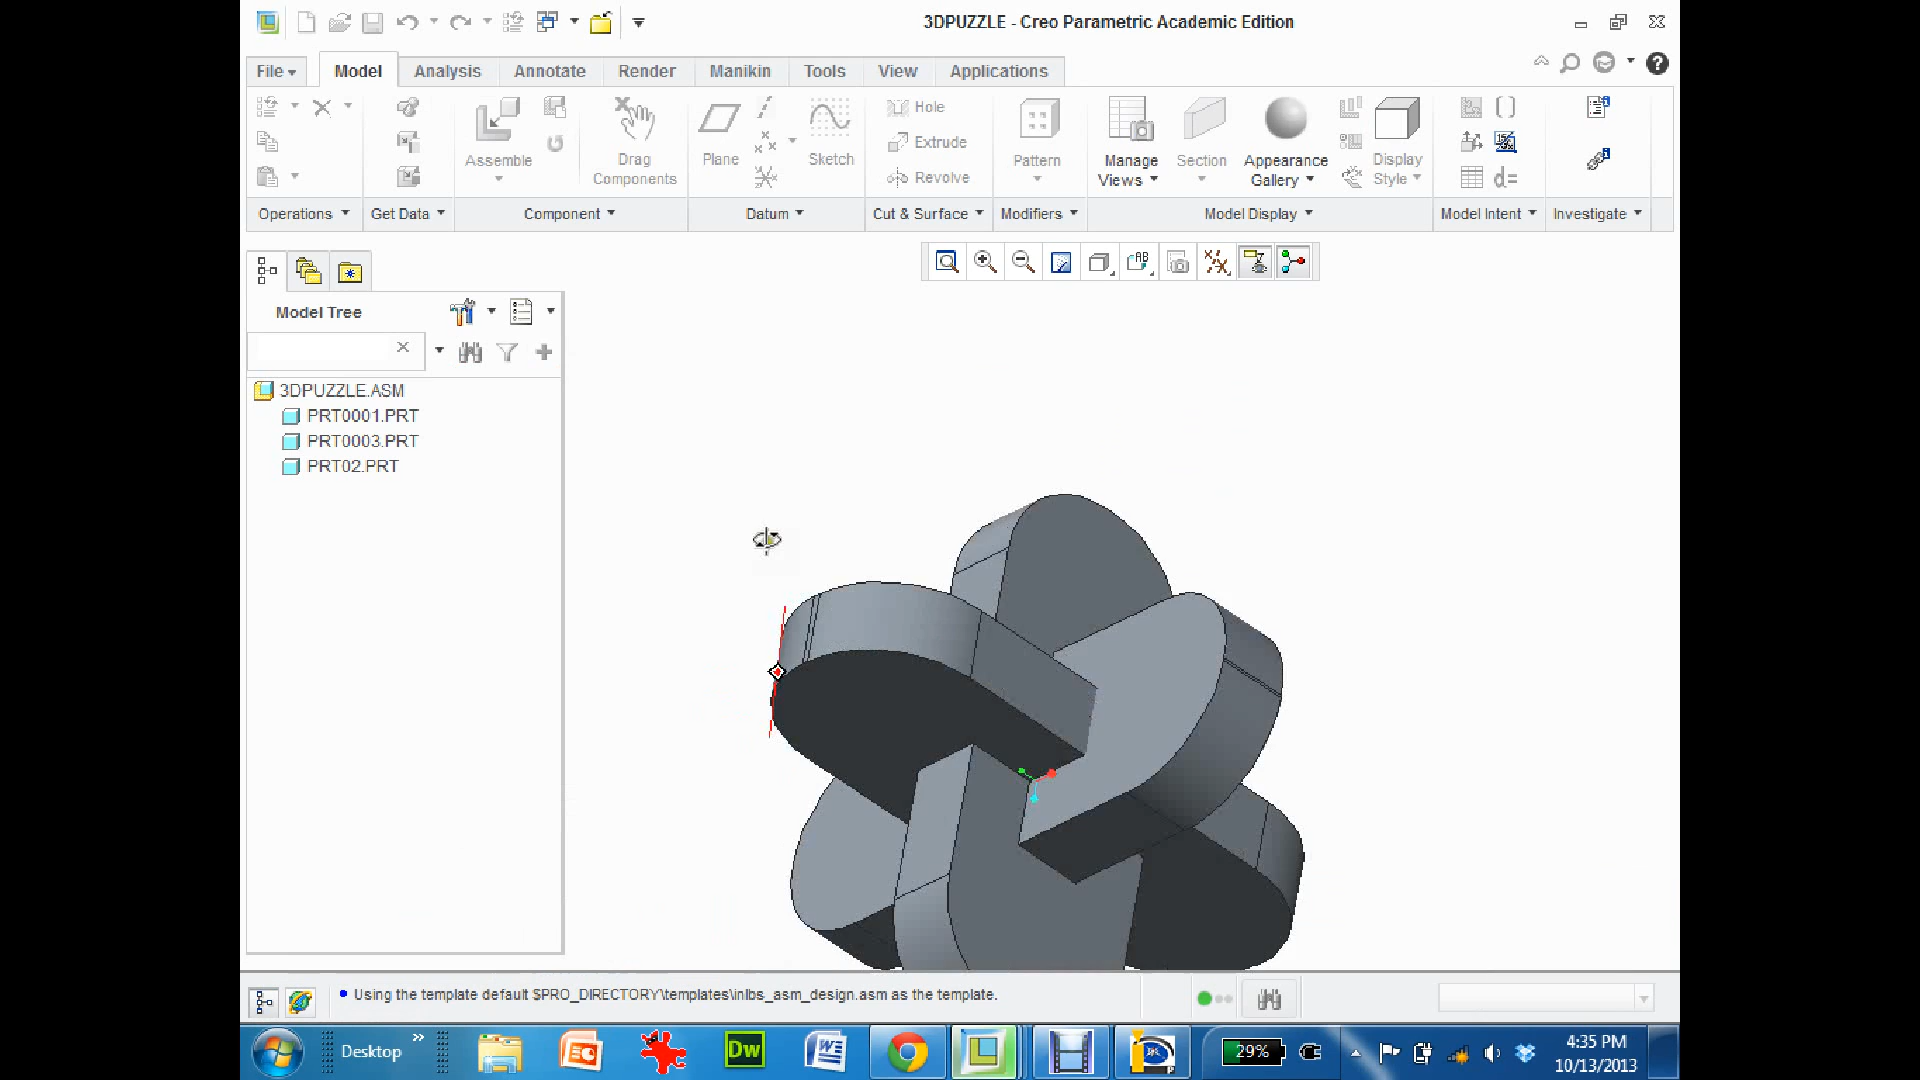 3DPUZZLE - Creo Parametric Academic Edition
File Model Analysis Annotate Render Manikin Tools View Applications
Assemble
Drag Components
Plane
Sketch
Hole
Extrude
Revolve
Pattern
Manage Views
Section
Appearance Gallery
Display Style
d=
Operations Get Data Component Datum Cut & Surface Modifiers Model Display Model Intent Investigate
AB
Model Tree
3DPUZZLE.ASM
PRT0001.PRT
PRT0003.PRT
PRT02.PRT
Using the template default $PRO_DIRECTORY\templates\inlbs_asm_design.asm as the template.
Desktop
Dw
29%
4:35 PM
10/13/2013